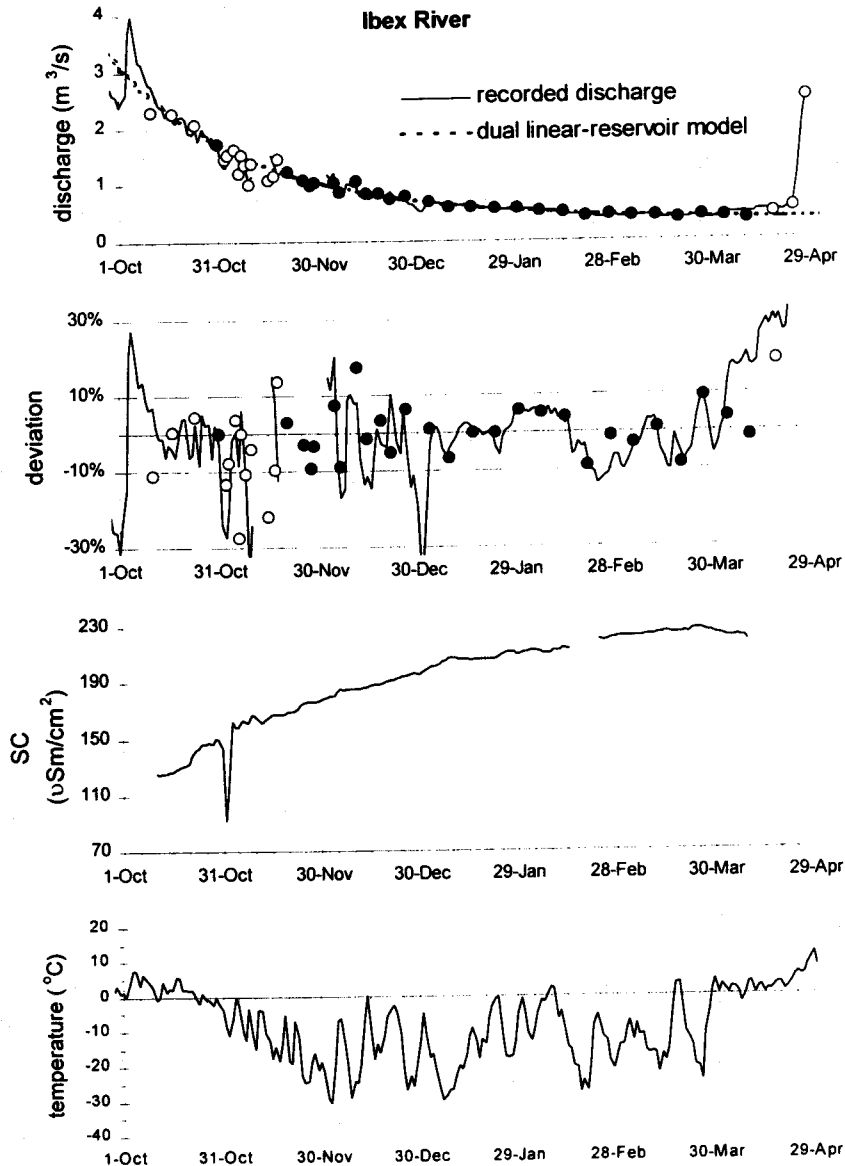 Ibex River
discharge (m³/s)
4
3
2
1
0
recorded discharge
dual linear-reservoir model
1-Oct 31-Oct 30-Nov 30-Dec 29-Jan 28-Feb 30-Mar 29-Apr
deviation
30%
10%
-10%
-30%
1-Oct 31-Oct 30-Nov 30-Dec 29-Jan 28-Feb 30-Mar 29-Apr
SC
(υSm/cm²)
230
190
150
110
70
1-Oct 31-Oct 30-Nov 30-Dec 29-Jan 28-Feb 30-Mar 29-Apr
temperature (°C)
20
10
0
-10
-20
-30
-40
1-Oct 31-Oct 30-Nov 30-Dec 29-Jan 28-Feb 30-Mar 29-Apr